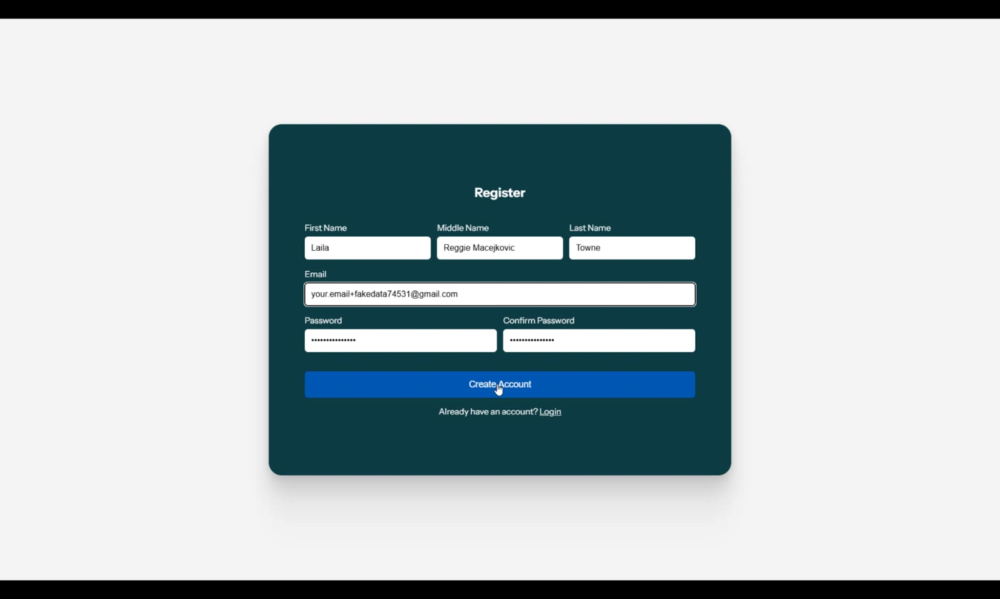 Register
First Name Middle Name Last Name
Laila Reggie Macejkovic Towne
Email
your.email+fakedata74531@gmail.com
Password Confirm Password
••••••••••••••• •••••••••••••••
Create Account
Already have an account? Login